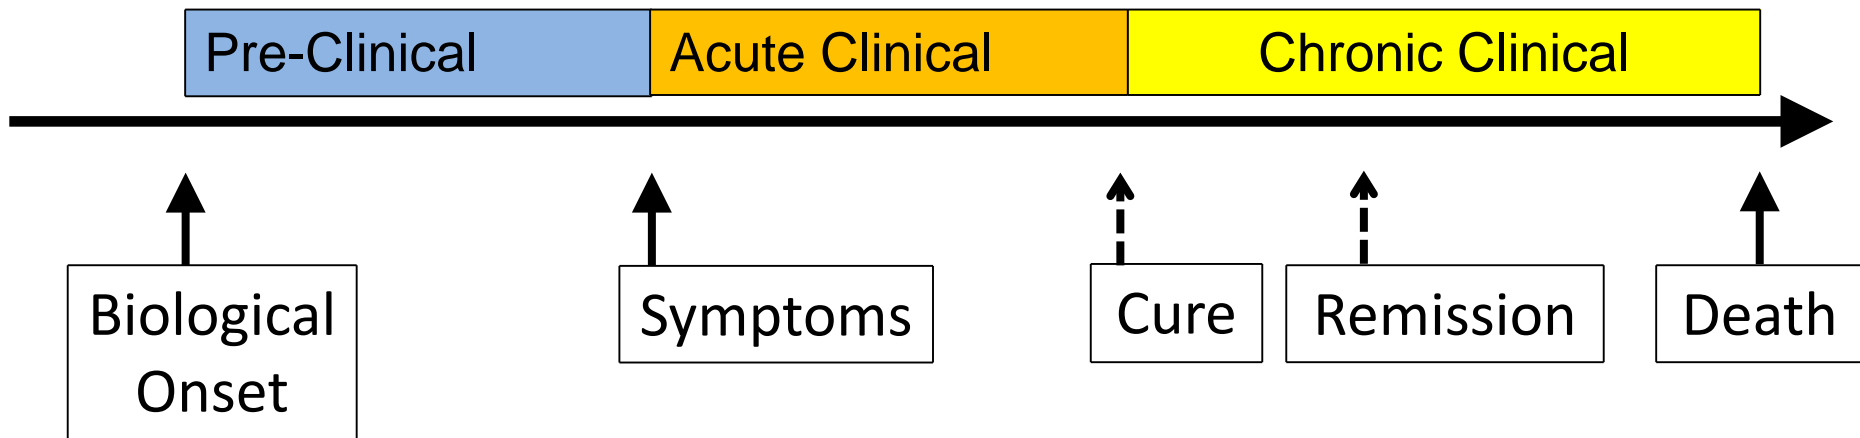 Pre-Clinical
Acute Clinical
Chronic Clinical
Biological
Onset
Symptoms
Cure
Remission
Death